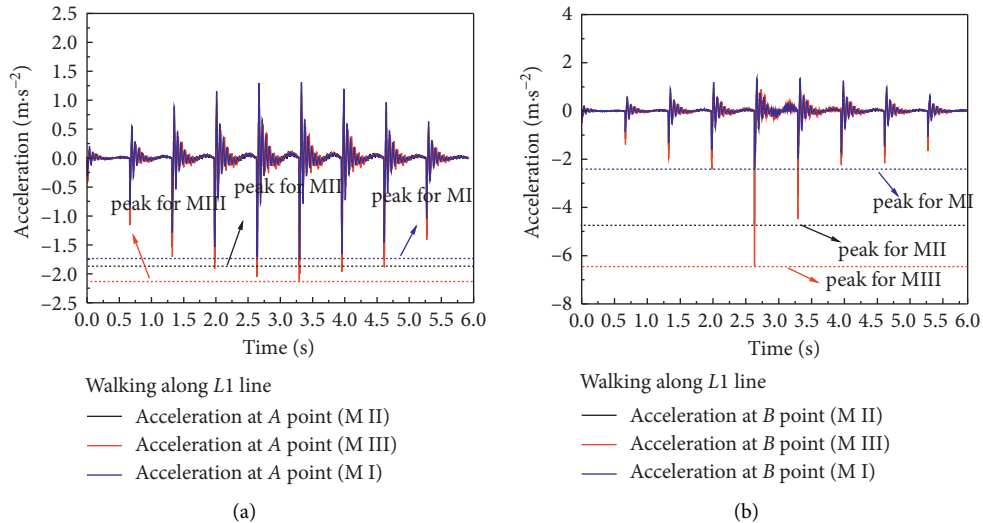 2.5
2.0
1.5
1.0
0.5
0.0
−0.5
−1.0
−1.5
−2.0
−2.5
Acceleration (m·s−2)
peak for MIII
peak for MII
peak for MI
0.0 0.5 1.0 1.5 2.0 2.5 3.0 3.5 4.0 4.5 5.0 5.5 6.0
Time (s)
Walking along L1 line
Acceleration at A point (M II)
Acceleration at A point (M III)
Acceleration at A point (M I)
(a)
4
2
0
−2
−4
−6
−8
Acceleration (m·s−2)
peak for MI
peak for MII
peak for MIII
0.0 0.5 1.0 1.5 2.0 2.5 3.0 3.5 4.0 4.5 5.0 5.5 6.0
Time (s)
Walking along L1 line
Acceleration at B point (M II)
Acceleration at B point (M III)
Acceleration at B point (M I)
(b)